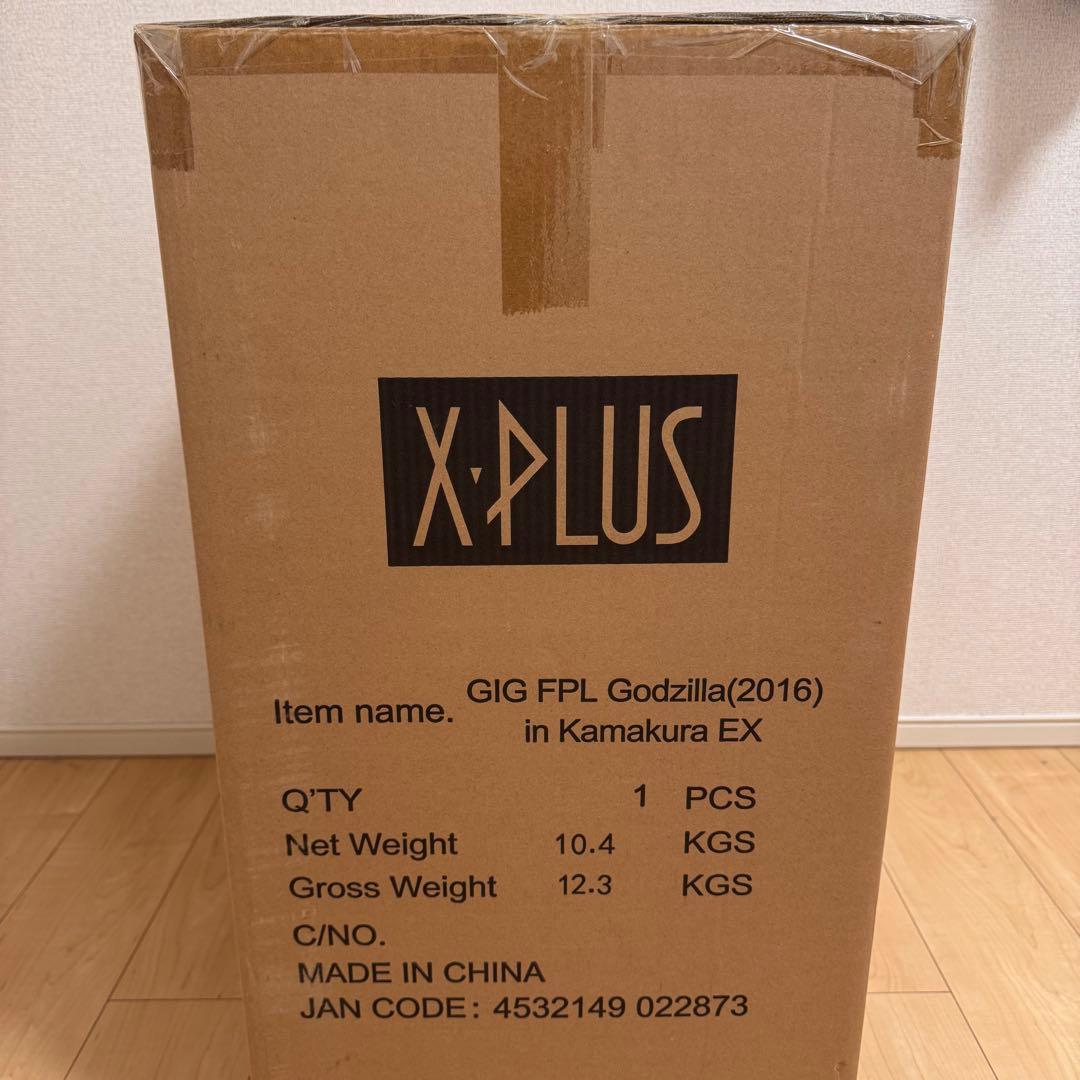 X·PLUS
Item name. GIG FPL Godzilla(2016)
in Kamakura EX
Q'TY 1 PCS
Net Weight 10.4 KGS
Gross Weight 12.3 KGS
C/NO.
MADE IN CHINA
JAN CODE: 4532149 022873